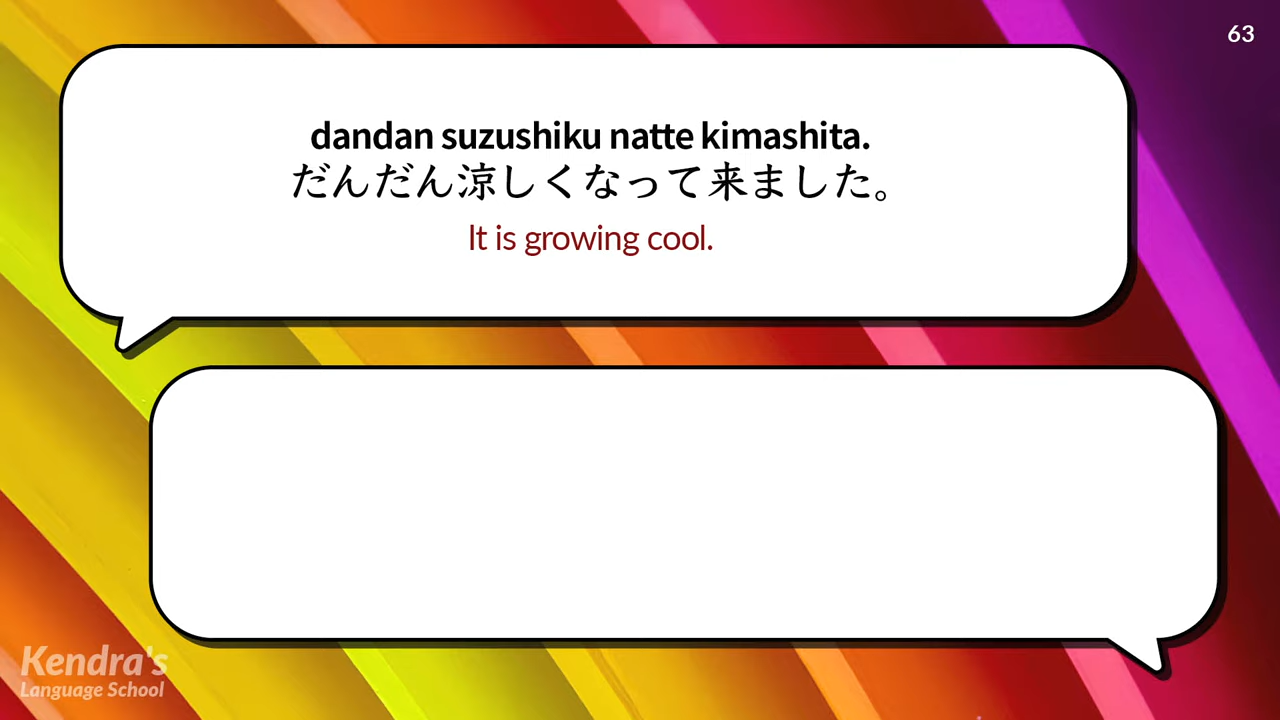 63
dandan suzushiku natte kimashita.
だんだん涼しくなって来ました。
It is growing cool.
Kendra's
Language School